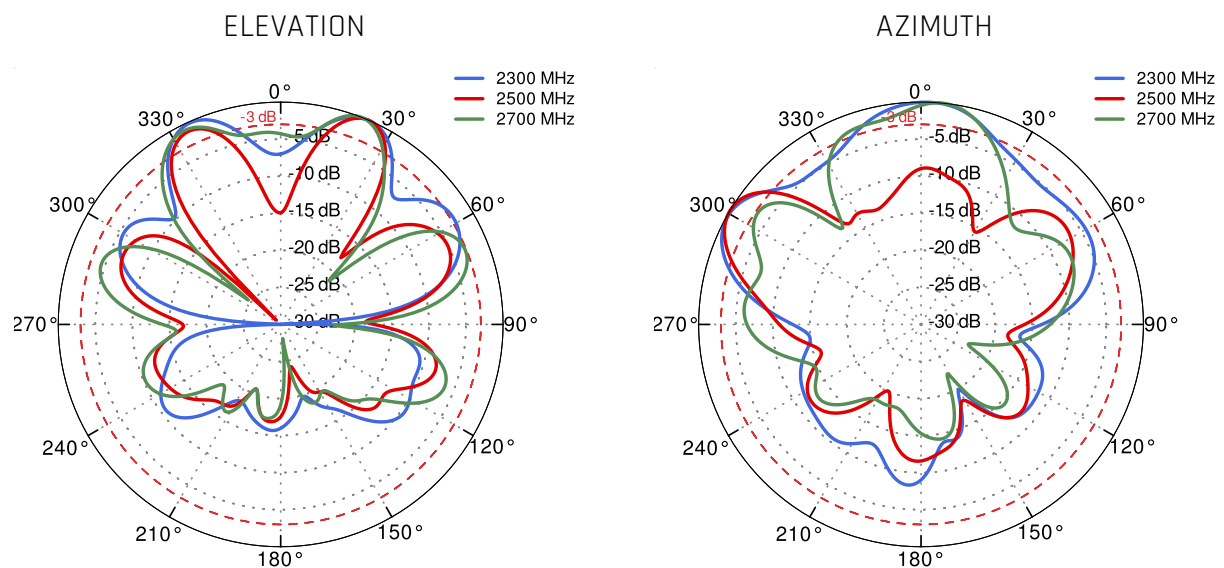 ELEVATION
2300 MHz
2500 MHz
2700 MHz
0°
30°
60°
90°
120°
150°
180°
210°
240°
270°
300°
330°
-3 dB
-5 dB
-10 dB
-15 dB
-20 dB
-25 dB
-30 dB
AZIMUTH
2300 MHz
2500 MHz
2700 MHz
0°
30°
60°
90°
120°
150°
180°
210°
240°
270°
300°
330°
-3 dB
-5 dB
-10 dB
-15 dB
-20 dB
-25 dB
-30 dB